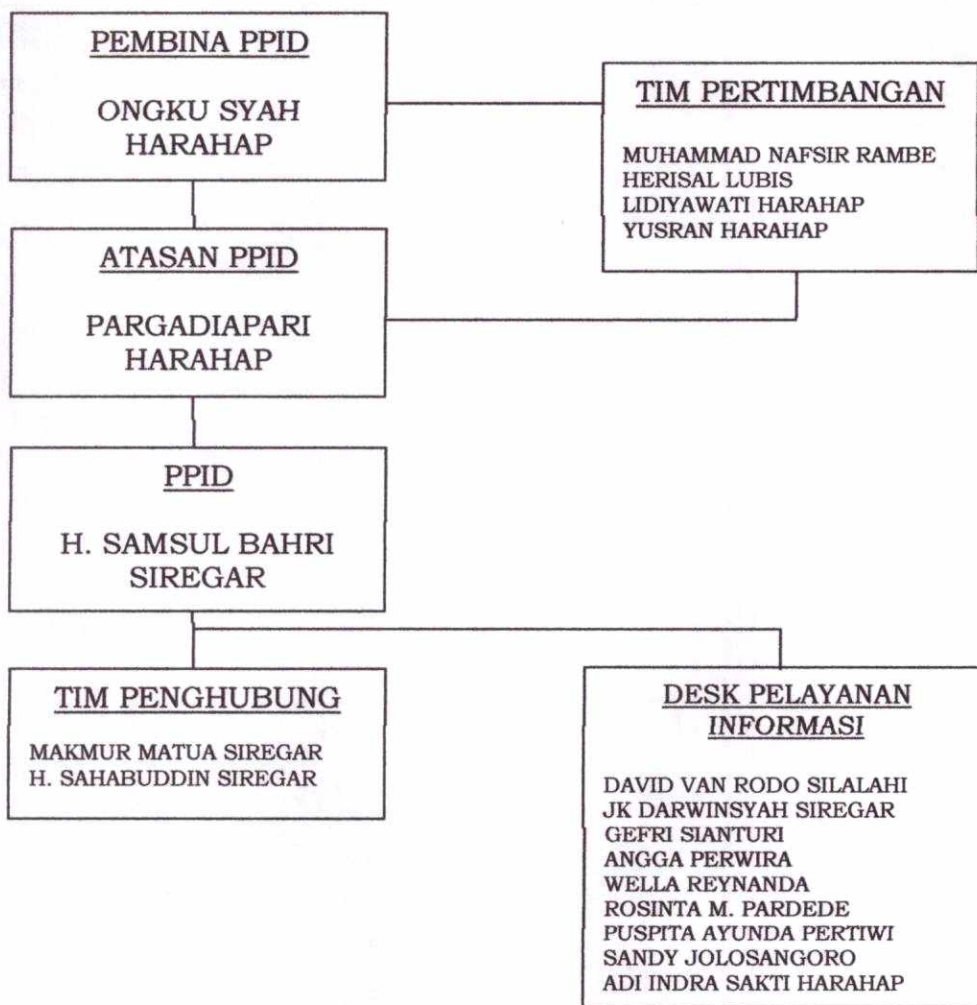 PEMBINA PPID
ONGKU SYAH
HARAHAP
TIM PERTIMBANGAN
MUHAMMAD NAFSIR RAMBE
HERISAL LUBIS
LIDIYAWATI HARAHAP
YUSRAN HARAHAP
ATASAN PPID
PARGADIAPARI
HARAHAP
PPID
H. SAMSUL BAHRI
SIREGAR
TIM PENGHUBUNG
MAKMUR MATUA SIREGAR
H. SAHABUDDIN SIREGAR
DESK PELAYANAN
INFORMASI
DAVID VAN RODO SILALAHI
JK DARWINSYAH SIREGAR
GEFRI SIANTURI
ANGGA PERWIRA
WELLA REYNANDA
ROSINTA M. PARDEDE
PUSPITA AYUNDA PERTIWI
SANDY JOLOSANGORO
ADI INDRA SAKTI HARAHAP